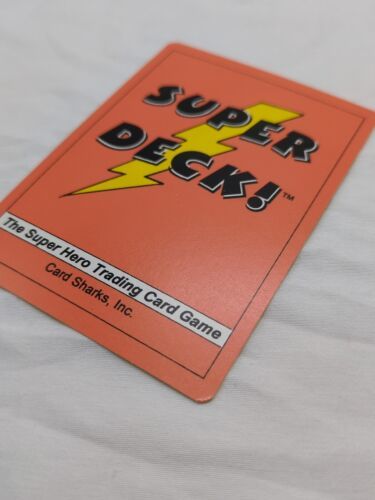 SUPER
DECK!™
The Super Hero Trading Card Game
Card Sharks, Inc.